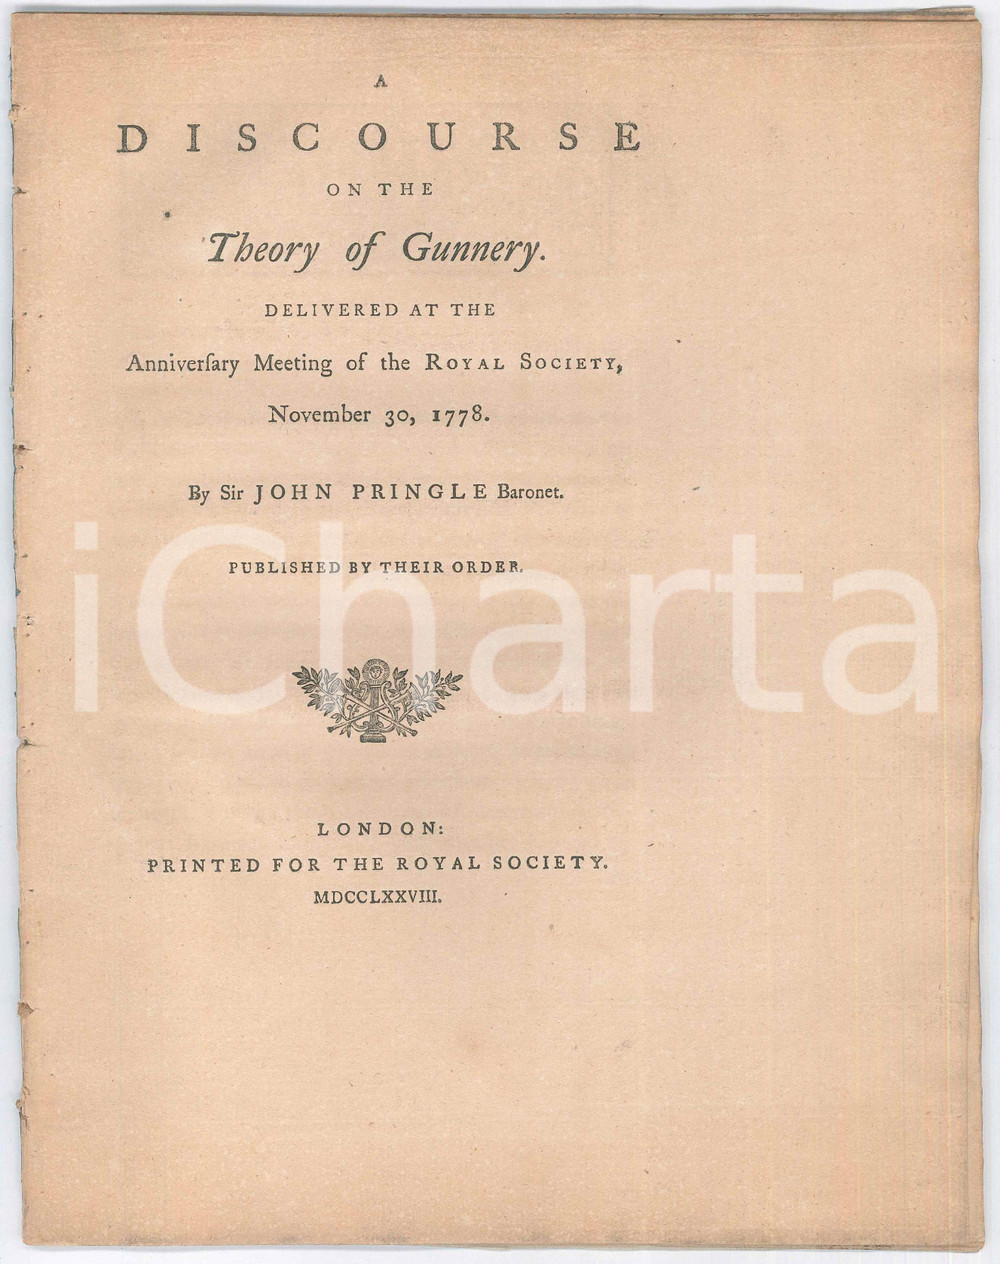 A
DISCOURSE
ON THE
Theory of Gunnery.
DELIVERED AT THE
Anniverſary Meeting of the ROYAL SOCIETY,
November 30, 1778.
By Sir JOHN PRINGLE Baronet.
PUBLISHED BY THEIR ORDER.
iCharta
LONDON:
PRINTED FOR THE ROYAL SOCIETY.
MDCCLXXVIII.